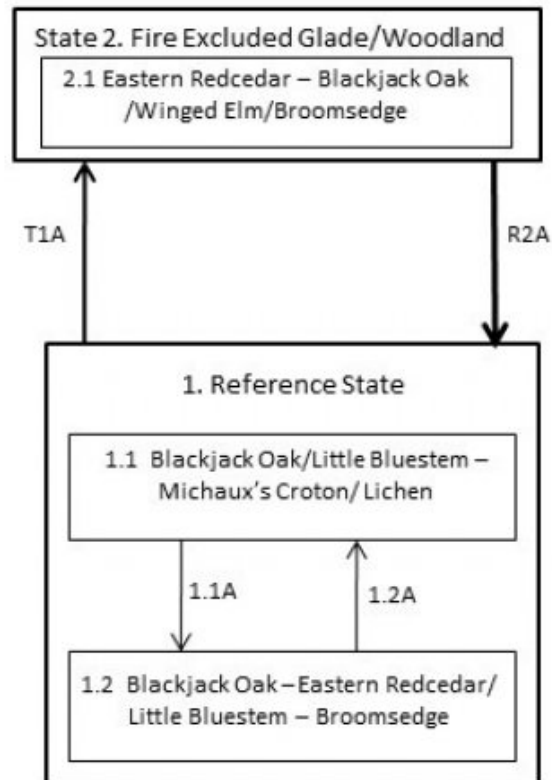 State 2. Fire Excluded Glade/Woodland
2.1 Eastern Redcedar – Blackjack Oak
/Winged Elm/Broomsedge
T1A
R2A
1. Reference State
1.1 Blackjack Oak/Little Bluestem –
Michaux's Croton/ Lichen
1.1A
1.2A
1.2 Blackjack Oak – Eastern Redcedar/
Little Bluestem – Broomsedge